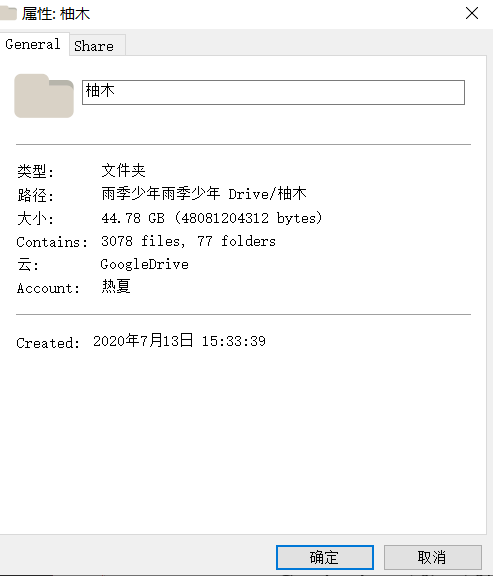 属性: 柚木
General
Share
柚木
类型: 文件夹
路径: 雨季少年雨季少年 Drive/柚木
大小: 44.78 GB (48081204312 bytes)
Contains: 3078 files, 77 folders
云: GoogleDrive
Account: 热夏
Created: 2020年7月13日 15:33:39
确定
取消